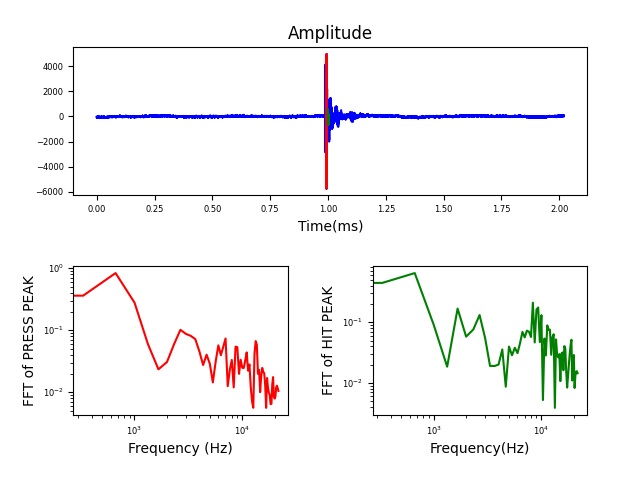 Amplitude
4000
2000
0
−2000
−4000
−6000
0.00 0.25 0.50 0.75 1.00 1.25 1.50 1.75 2.00
Time(ms)
FFT of PRESS PEAK
10⁰
10⁻¹
10⁻²
10³ 10⁴
Frequency (Hz)
FFT of HIT PEAK
10⁻¹
10⁻²
10³ 10⁴
Frequency(Hz)